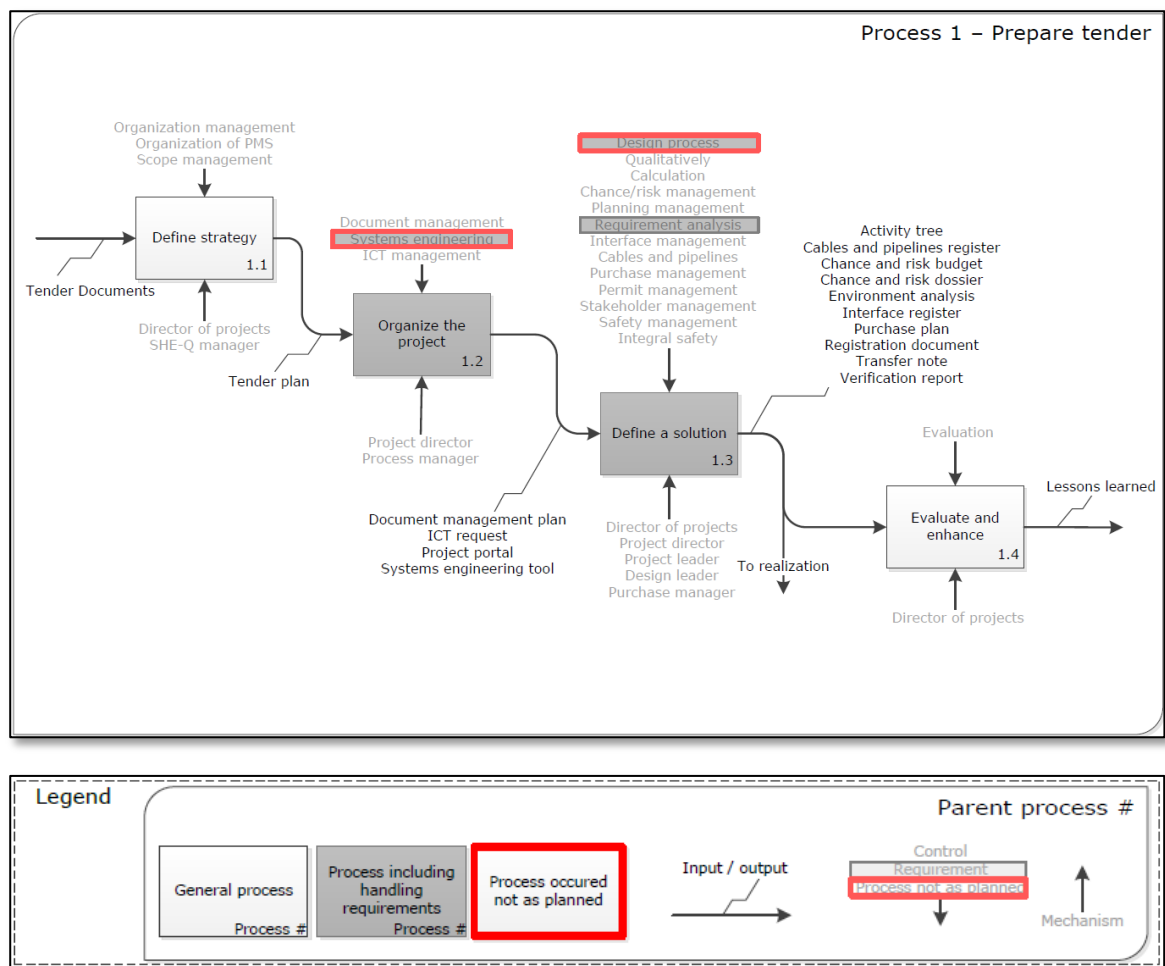 Process 1 – Prepare tender
Organization management
Organization of PMS
Scope management
Define strategy
1.1
Tender Documents
Director of projects
SHE-Q manager
Tender plan
Document management
Systems engineering
ICT management
Organize the
project
1.2
Project director
Process manager
Document management plan
ICT request
Project portal
Systems engineering tool
Design process
Qualitatively
Calculation
Chance/risk management
Planning management
Requirement analysis
Interface management
Cables and pipelines
Purchase management
Permit management
Stakeholder management
Safety management
Integral safety
Define a solution
1.3
Director of projects
Project director
Project leader
Design leader
Purchase manager
Activity tree
Cables and pipelines register
Chance and risk budget
Chance and risk dossier
Environment analysis
Interface register
Purchase plan
Registration document
Transfer note
Verification report
To realization
Evaluation
Evaluate and
enhance
1.4
Director of projects
Lessons learned
Legend
Parent process #
General process
Process #
Process including
handling
requirements
Process #
Process occured
not as planned
Input / output
Control
Requirement
Process not as planned
Mechanism